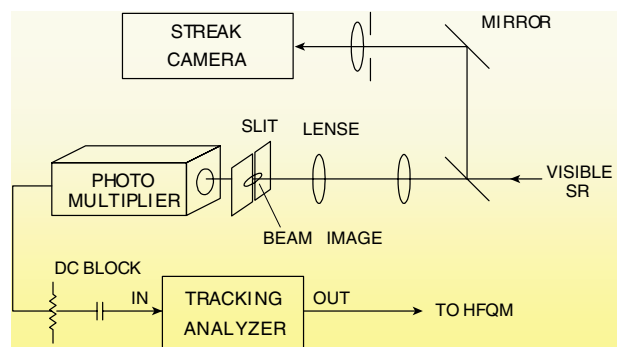 STREAK
CAMERA
MIRROR
SLIT
LENSE
PHOTO
MULTIPLIER
VISIBLE
SR
BEAM IMAGE
DC BLOCK
IN
TRACKING
ANALYZER
OUT
TO HFQM